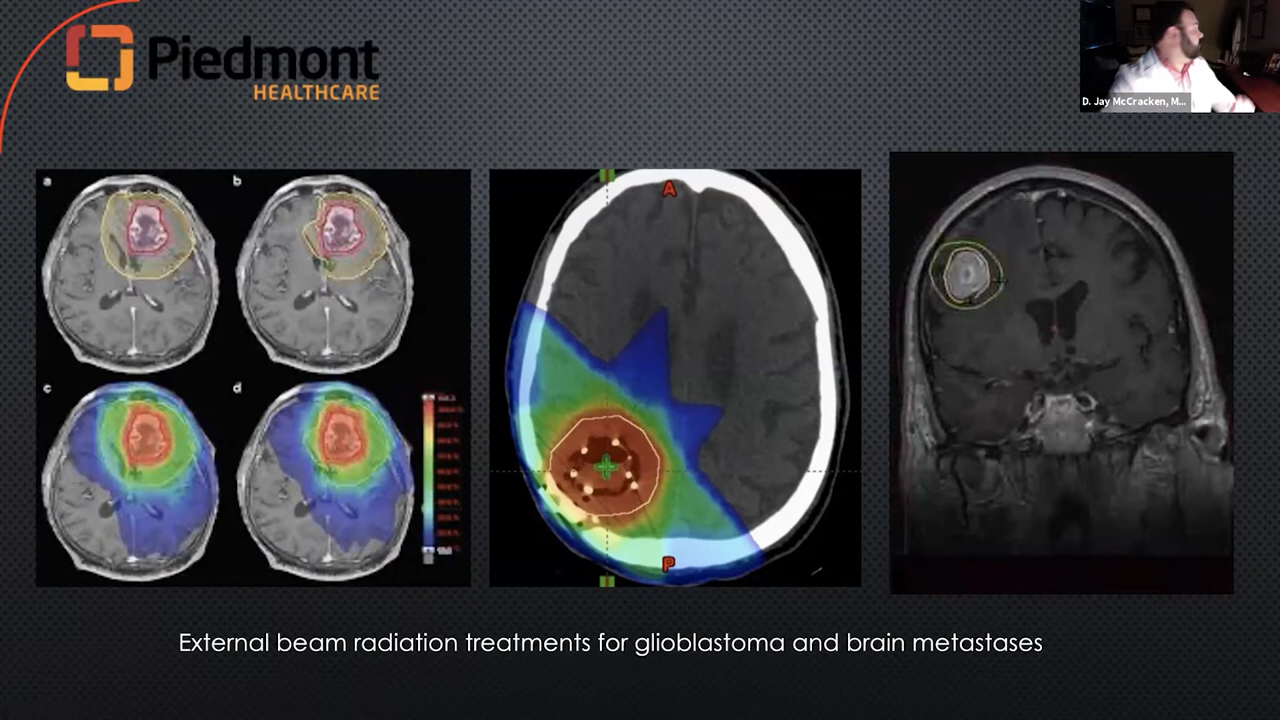 Piedmont
HEALTHCARE
D. Jay McCracken, M...
a
b
A
c
d
P
External beam radiation treatments for glioblastoma and brain metastases